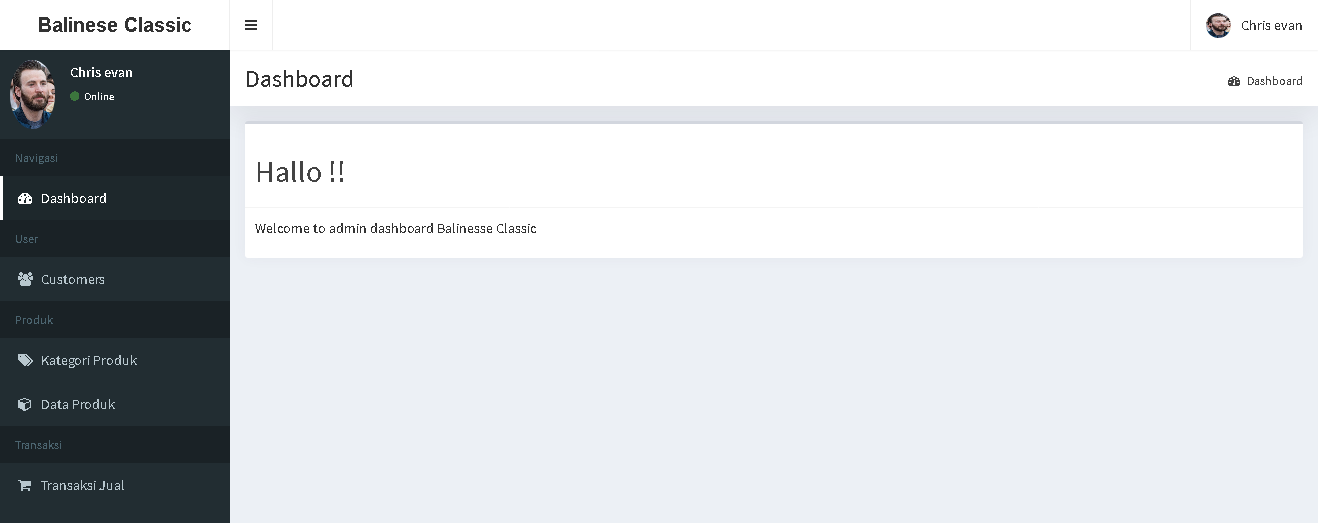 Balinese Classic
Chris evan
Chris evan
Online
Dashboard
Dashboard
Navigasi
Dashboard
User
Customers
Produk
Kategori Produk
Data Produk
Transaksi
Transaksi Jual
Hallo !!
Welcome to admin dashboard Balinesse Classic